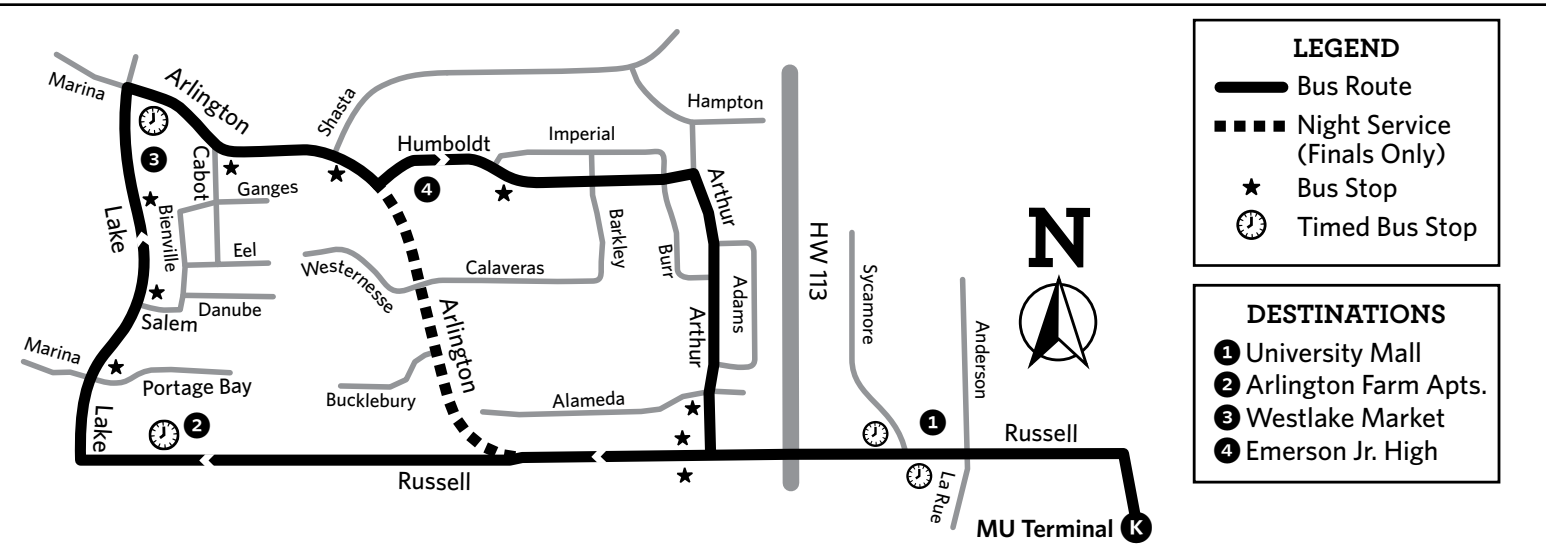 Marina
Arlington
Shasta
Hampton
Humboldt
Imperial
3
Cabot
Ganges
4
Arthur
Lake
Bienville
Eel
Barkley
Burr
HW 113
Westernesse
Calaveras
Adams
Sycamore
Danube
Salem
Arlington
Arthur
Anderson
Marina
Portage Bay
Bucklebury
Alameda
Lake
2
1
Russell
Russell
La Rue
MU Terminal K
N
LEGEND
Bus Route
Night Service
(Finals Only)
Bus Stop
Timed Bus Stop
DESTINATIONS
1 University Mall
2 Arlington Farm Apts.
3 Westlake Market
4 Emerson Jr. High